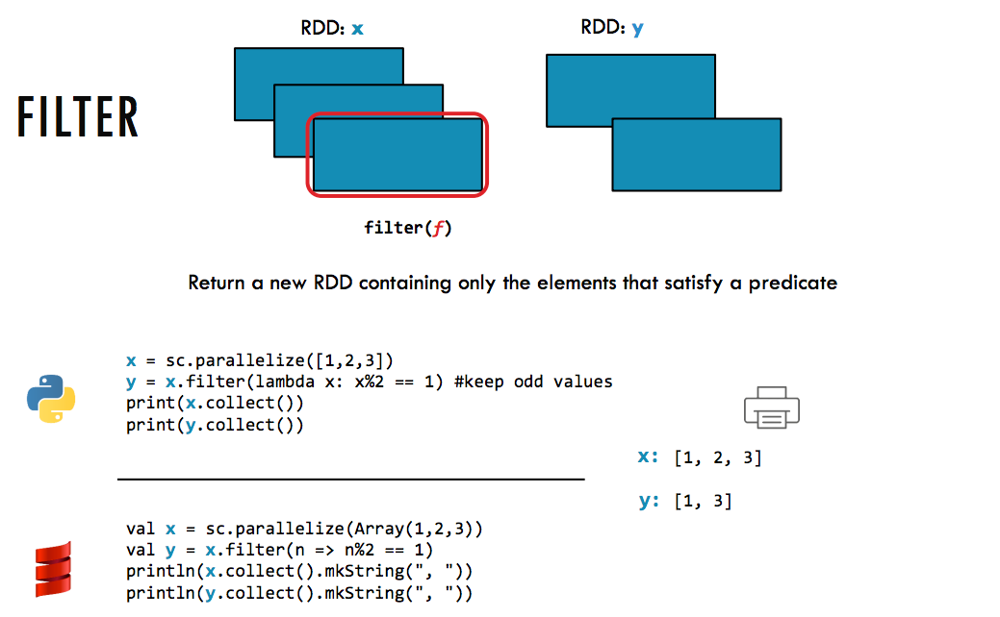 RDD: x
RDD: y
FILTER
filter(f)
Return a new RDD containing only the elements that satisfy a predicate
x = sc.parallelize([1,2,3])
y = x.filter(lambda x: x%2 == 1) #keep odd values
print(x.collect())
print(y.collect())
x: [1, 2, 3]
y: [1, 3]
val x = sc.parallelize(Array(1,2,3))
val y = x.filter(n => n%2 == 1)
println(x.collect().mkString(", "))
println(y.collect().mkString(", "))